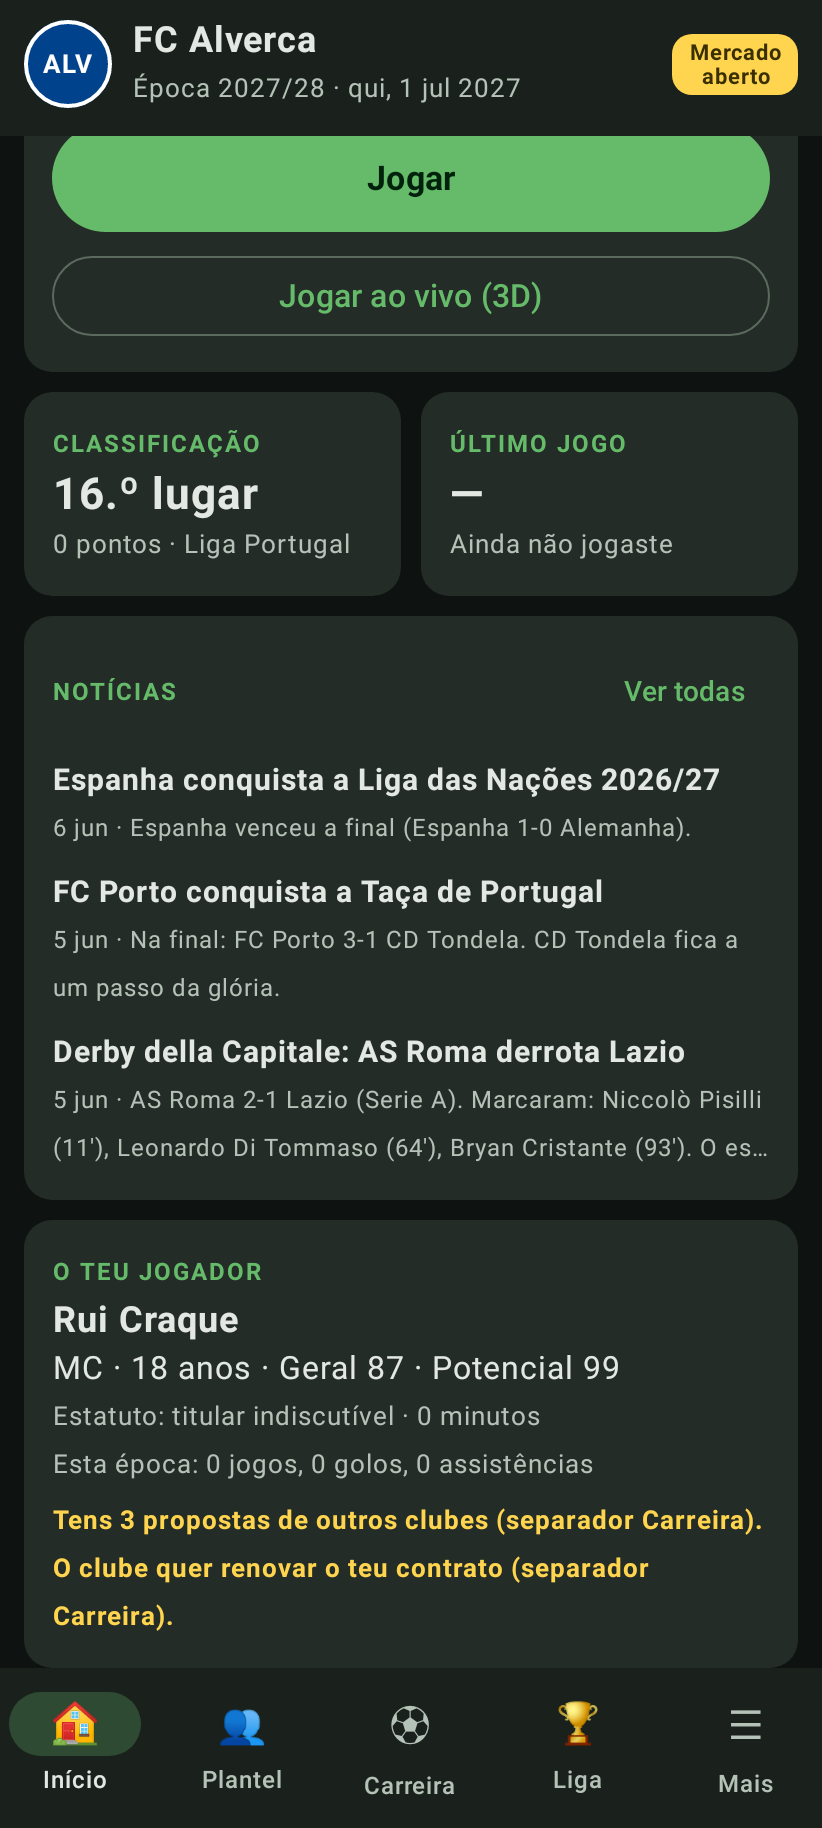 ALV
FC Alverca
Época 2027/28 · qui, 1 jul 2027
Mercado
aberto
Jogar
Jogar ao vivo (3D)
CLASSIFICAÇÃO
16.º lugar
0 pontos · Liga Portugal
ÚLTIMO JOGO
—
Ainda não jogaste
NOTÍCIAS
Ver todas
Espanha conquista a Liga das Nações 2026/27
6 jun · Espanha venceu a final (Espanha 1-0 Alemanha).
FC Porto conquista a Taça de Portugal
5 jun · Na final: FC Porto 3-1 CD Tondela. CD Tondela fica a
um passo da glória.
Derby della Capitale: AS Roma derrota Lazio
5 jun · AS Roma 2-1 Lazio (Serie A). Marcaram: Niccolò Pisilli
(11'), Leonardo Di Tommaso (64'), Bryan Cristante (93'). O es…
O TEU JOGADOR
Rui Craque
MC · 18 anos · Geral 87 · Potencial 99
Estatuto: titular indiscutível · 0 minutos
Esta época: 0 jogos, 0 golos, 0 assistências
Tens 3 propostas de outros clubes (separador Carreira).
O clube quer renovar o teu contrato (separador
Carreira).
Início
Plantel
Carreira
Liga
Mais